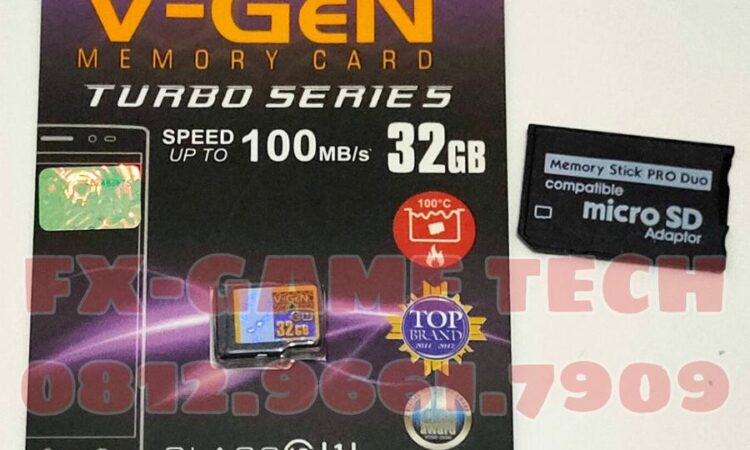 V-GeN
MEMORY CARD
TURBO SERIES
SPEED
UP TO 100MB/s 32GB
100°C
V-GeN
32GB
TOP
BRAND
award
Memory Stick PRO Duo
compatible
micro SD
Adaptor
FX-GAME TECH
0812.9661.7909